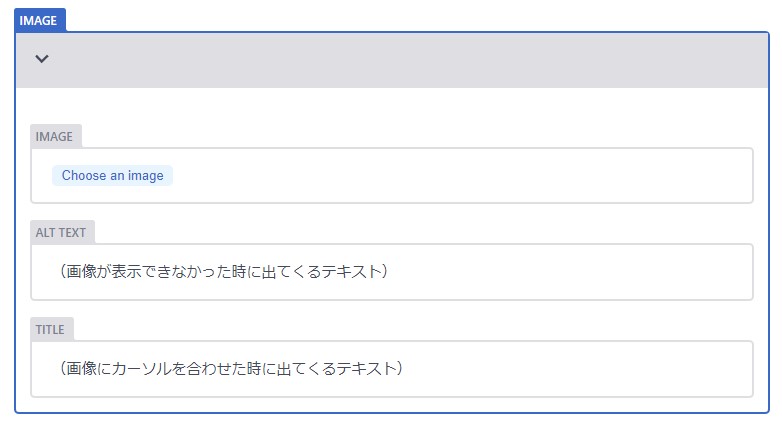 IMAGE
IMAGE
Choose an image
ALT TEXT
（画像が表示できなかった時に出てくるテキスト）
TITLE
（画像にカーソルを合わせた時に出てくるテキスト）